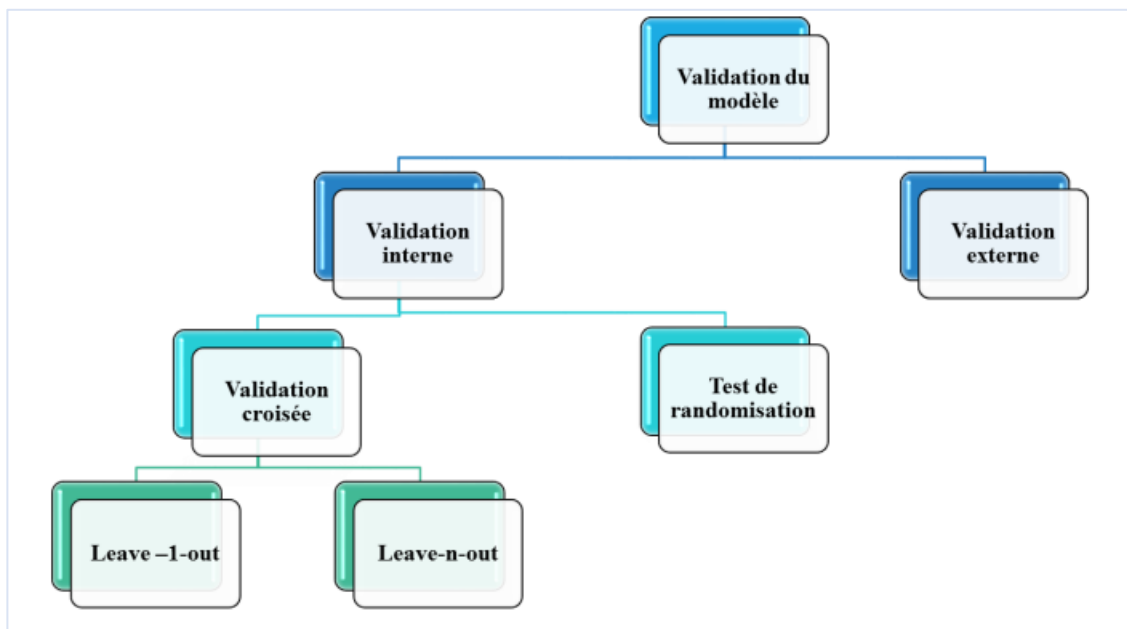 Validation du
modèle
Validation
interne
Validation
externe
Validation
croisée
Test de
randomisation
Leave –1-out
Leave-n-out